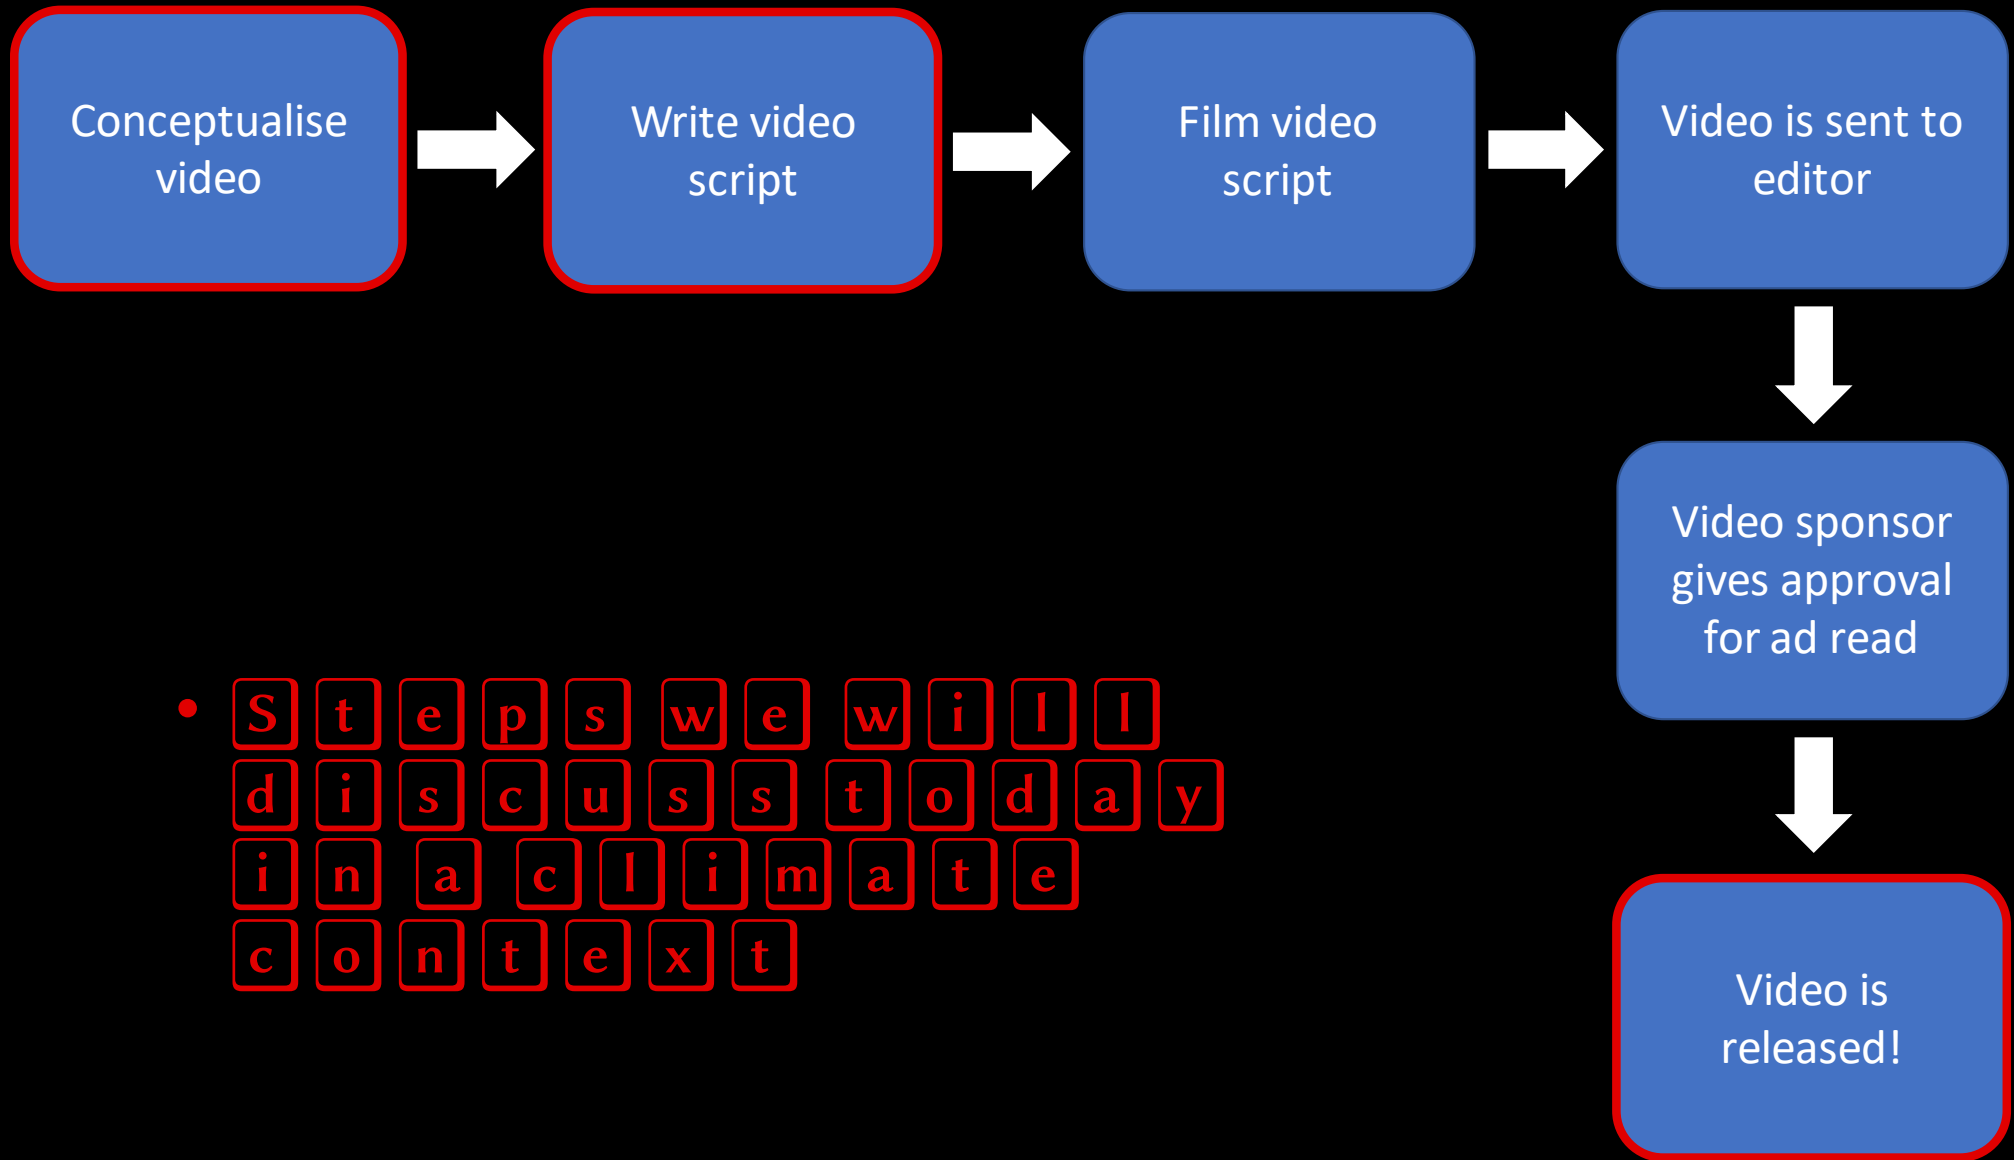 Conceptualise
video
Write video
script
Film video
script
Video is sent to
editor
Video sponsor
gives approval
for ad read
Video is
released!
• Steps we will
discuss today
in a climate
context